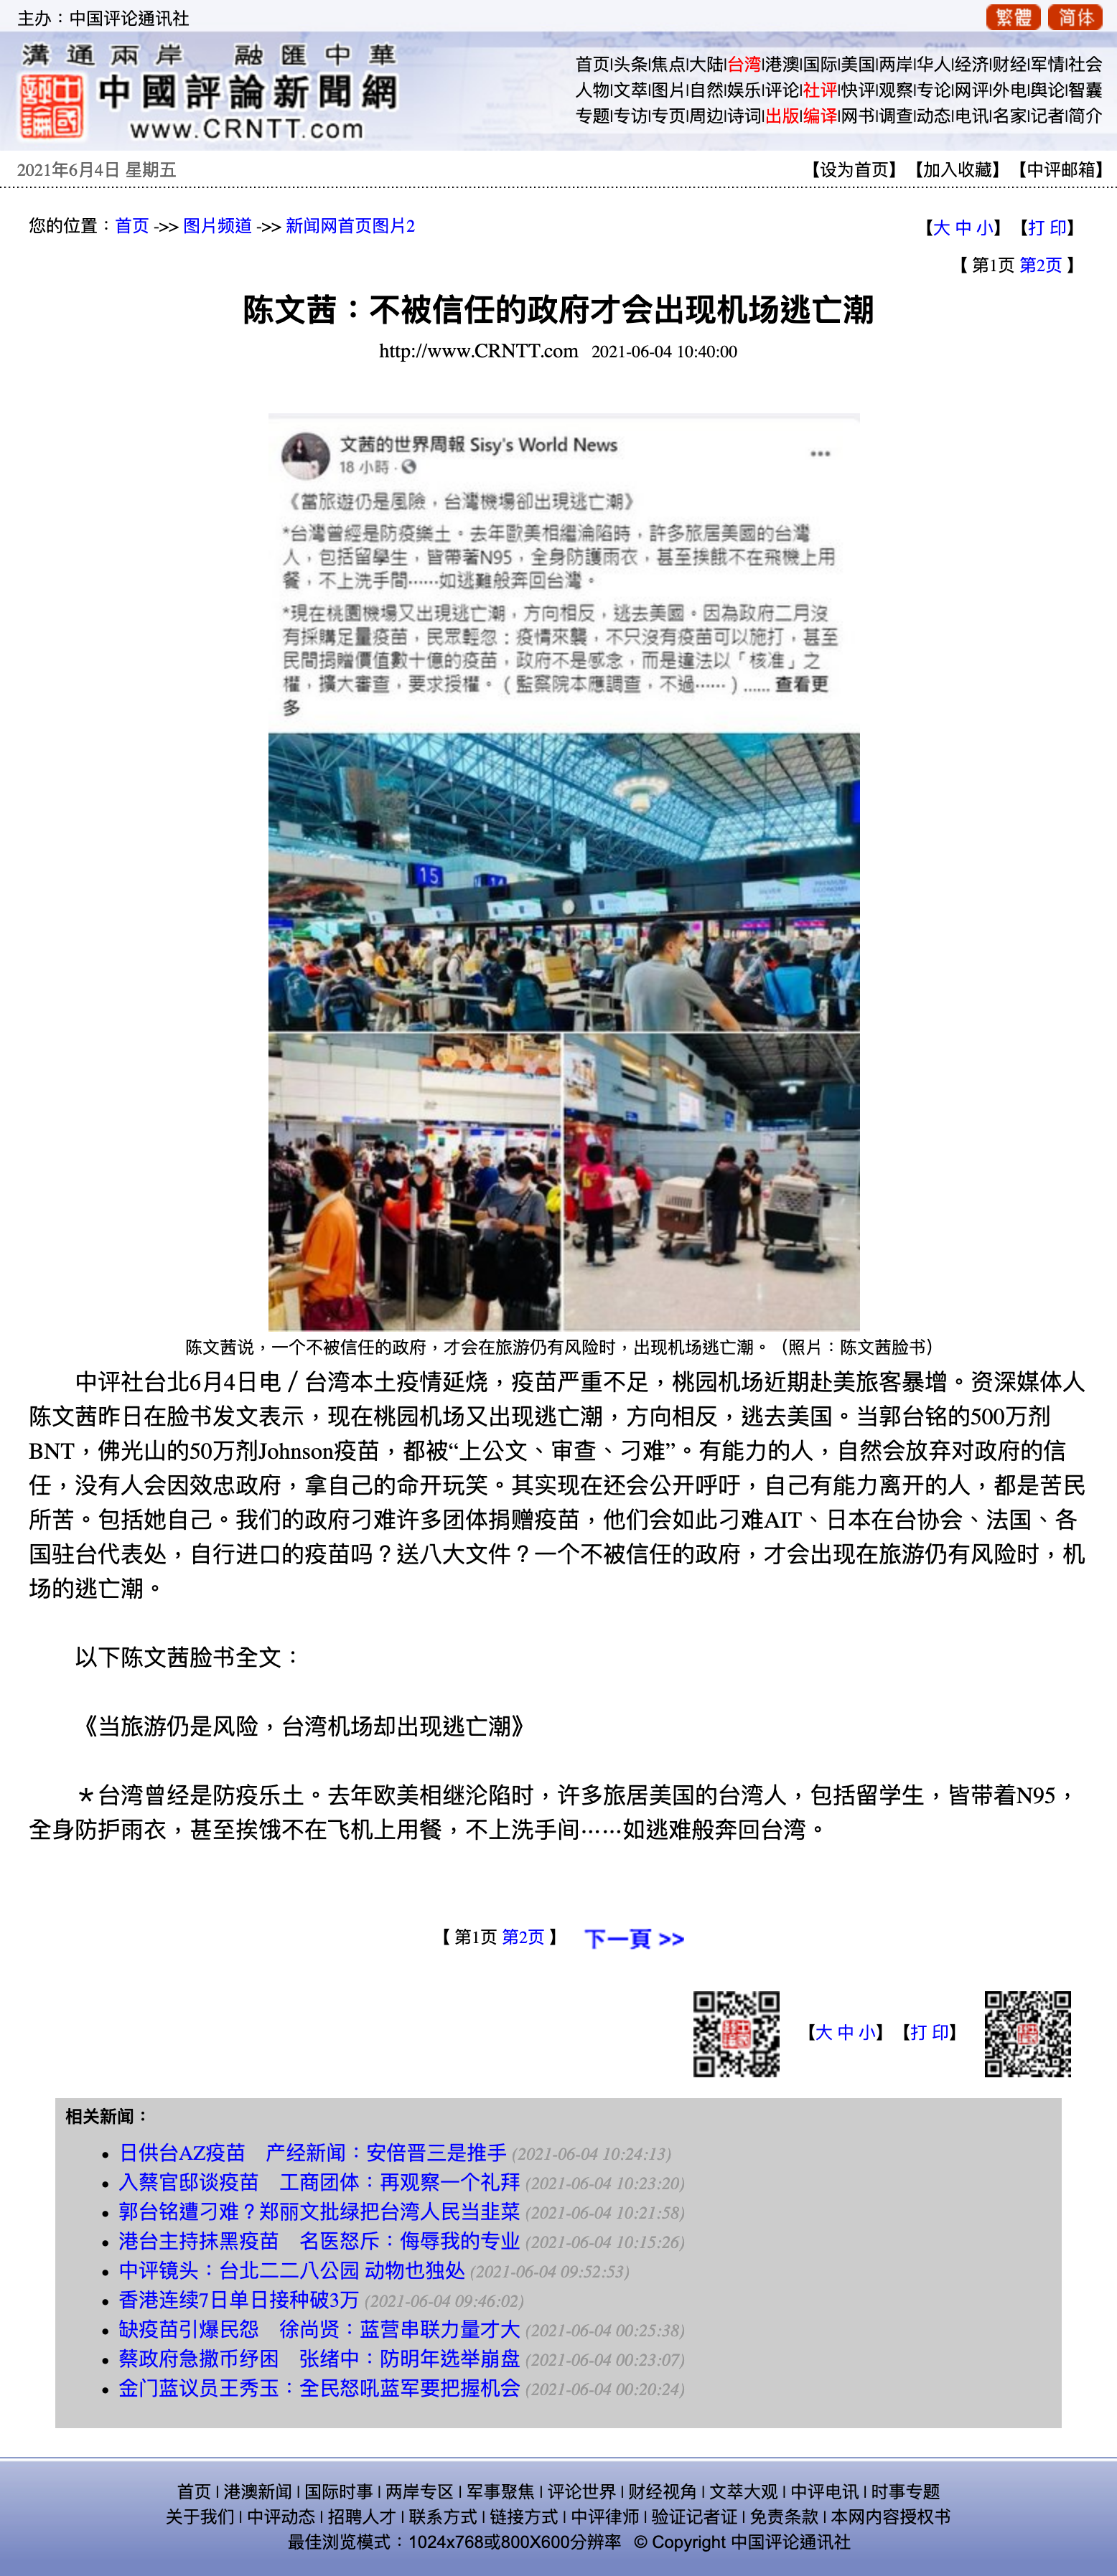 主办：中国评论通讯社
繁體 简体
溝通兩岸 融匯中華
中國評論
中國評論新聞網
www.CRNTT.com
首页|头条|焦点|大陆|台湾|港澳|国际|美国|两岸|华人|经济|财经|军情|社会
人物|文萃|图片|自然|娱乐|评论|社评|快评|观察|专论|网评|外电|舆论|智囊
专题|专访|专页|周边|诗词|出版|编译|网书|调查|动态|电讯|名家|记者|简介
2021年6月4日 星期五
【设为首页】【加入收藏】【中评邮箱】
您的位置：首页 ->> 图片频道 ->> 新闻网首页图片2
【大 中 小】【打 印】
【 第1页 第2页 】
陈文茜：不被信任的政府才会出现机场逃亡潮
http://www.CRNTT.com 2021-06-04 10:40:00
文茜的世界周報 Sisy's World News
18 小時
《當旅遊仍是風險，台灣機場卻出現逃亡潮》
*台灣曾經是防疫樂土。去年歐美相繼淪陷時，許多旅居美國的台灣
人，包括留學生，皆帶著N95，全身防護雨衣，甚至挨餓不在飛機上用
餐，不上洗手間⋯⋯如逃難般奔回台灣。
*現在桃園機場又出現逃亡潮，方向相反，逃去美國。因為政府二月沒
有採購足量疫苗，民眾輕忽；疫情來襲，不只沒有疫苗可以施打，甚至
民間捐贈價值數十億的疫苗，政府不是感念，而是違法以「核准」之
權，擴大審查，要求授權。（監察院本應調查，不過⋯⋯）...... 查看更
多
15
陈文茜说，一个不被信任的政府，才会在旅游仍有风险时，出现机场逃亡潮。（照片：陈文茜脸书）
中评社台北6月4日电／台湾本土疫情延烧，疫苗严重不足，桃园机场近期赴美旅客暴增。资深媒体人
陈文茜昨日在脸书发文表示，现在桃园机场又出现逃亡潮，方向相反，逃去美国。当郭台铭的500万剂
BNT，佛光山的50万剂Johnson疫苗，都被“上公文、审查、刁难”。有能力的人，自然会放弃对政府的信
任，没有人会因效忠政府，拿自己的命开玩笑。其实现在还会公开呼吁，自己有能力离开的人，都是苦民
所苦。包括她自己。我们的政府刁难许多团体捐赠疫苗，他们会如此刁难AIT、日本在台协会、法国、各
国驻台代表处，自行进口的疫苗吗？送八大文件？一个不被信任的政府，才会出现在旅游仍有风险时，机
场的逃亡潮。
以下陈文茜脸书全文：
《当旅游仍是风险，台湾机场却出现逃亡潮》
＊台湾曾经是防疫乐土。去年欧美相继沦陷时，许多旅居美国的台湾人，包括留学生，皆带着N95，
全身防护雨衣，甚至挨饿不在飞机上用餐，不上洗手间⋯⋯如逃难般奔回台湾。
【 第1页 第2页 】 下一頁 >>
【大 中 小】【打 印】
相关新闻：
日供台AZ疫苗 产经新闻：安倍晋三是推手 (2021-06-04 10:24:13)
入蔡官邸谈疫苗 工商团体：再观察一个礼拜 (2021-06-04 10:23:20)
郭台铭遭刁难？郑丽文批绿把台湾人民当韭菜 (2021-06-04 10:21:58)
港台主持抹黑疫苗 名医怒斥：侮辱我的专业 (2021-06-04 10:15:26)
中评镜头：台北二二八公园 动物也独处 (2021-06-04 09:52:53)
香港连续7日单日接种破3万 (2021-06-04 09:46:02)
缺疫苗引爆民怨 徐尚贤：蓝营串联力量才大 (2021-06-04 00:25:38)
蔡政府急撒币纾困 张绪中：防明年选举崩盘 (2021-06-04 00:23:07)
金门蓝议员王秀玉：全民怒吼蓝军要把握机会 (2021-06-04 00:20:24)
首页 | 港澳新闻 | 国际时事 | 两岸专区 | 军事聚焦 | 评论世界 | 财经视角 | 文萃大观 | 中评电讯 | 时事专题
关于我们 | 中评动态 | 招聘人才 | 联系方式 | 链接方式 | 中评律师 | 验证记者证 | 免责条款 | 本网内容授权书
最佳浏览模式：1024x768或800X600分辨率 © Copyright 中国评论通讯社